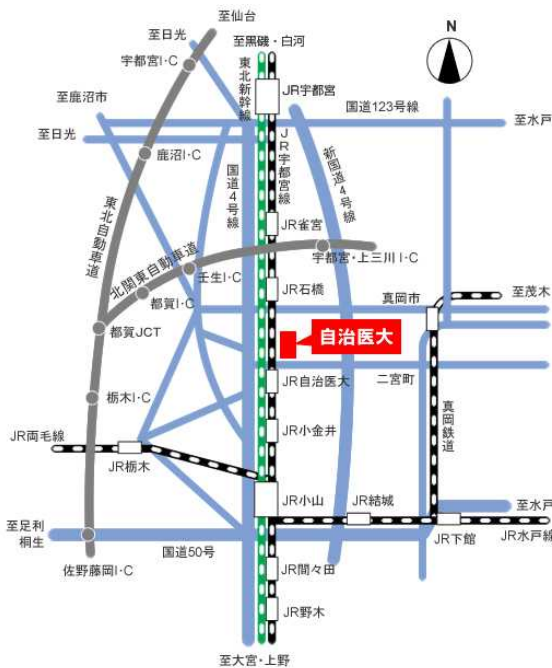 至仙台
至日光
宇都宮I・C
至黒磯・白河
東北新幹線
N
JR宇都宮
至鹿沼市
国道123号線
至水戸
至日光
鹿沼I・C
国道4号線
JR宇都宮線
新国道4号線
東北自動車道
JR雀宮
北関東自動車道
宇都宮・上三川I・C
壬生I・C
都賀I・C
JR石橋
真岡市
至茂木
都賀JCT
自治医大
JR自治医大
二宮町
栃木I・C
真岡鉄道
JR小金井
JR両毛線
JR栃木
JR小山
JR結城
至水戸
至足利
桐生
国道50号
JR下館
JR水戸線
佐野藤岡I・C
JR間々田
JR野木
至大宮・上野